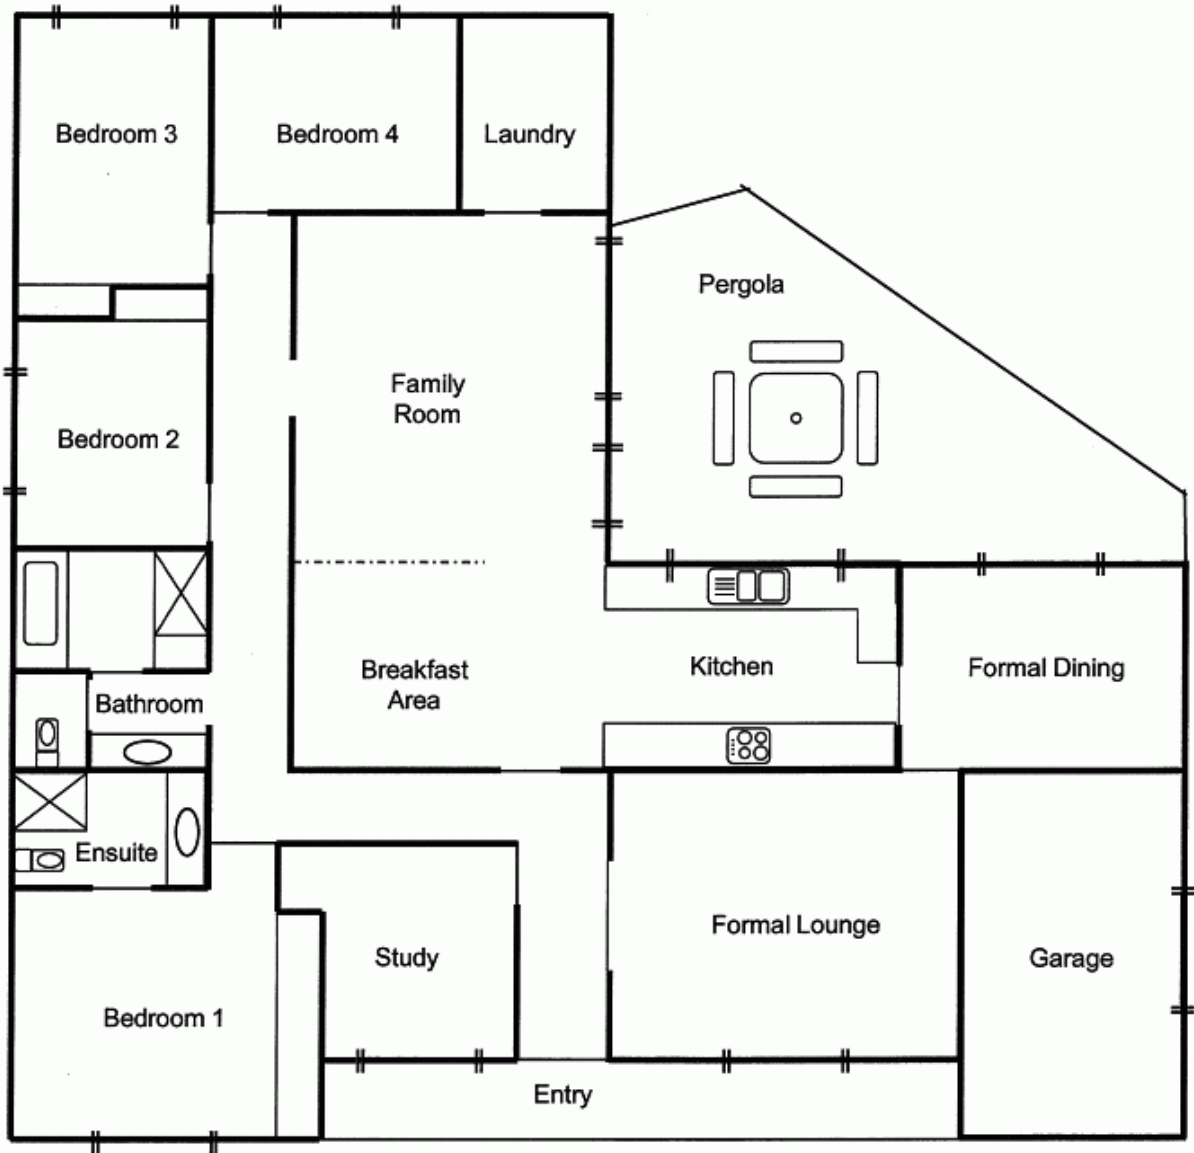 Bedroom 3
Bedroom 4
Laundry
Pergola
Family
Room
Bedroom 2
Breakfast
Area
Kitchen
Formal Dining
Bathroom
Ensuite
Formal Lounge
Study
Garage
Bedroom 1
Entry